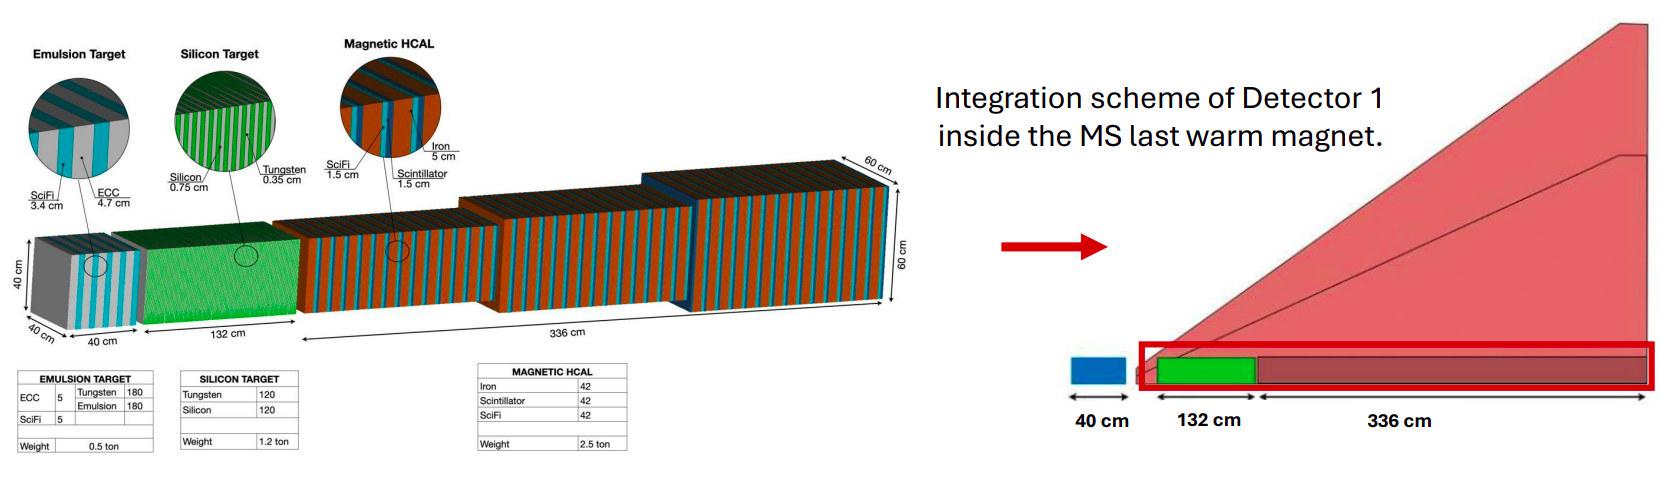 Emulsion Target
Silicon Target
Magnetic HCAL
SciFi
3.4 cm
ECC
4.7 cm
Silicon
0.75 cm
Tungsten
0.35 cm
SciFi
1.5 cm
Scintillator
1.5 cm
Iron
5 cm
60 cm
60 cm
40 cm
40 cm
40 cm
132 cm
336 cm
EMULSION TARGET
ECC 5 Tungsten 180
Emulsion 180
SciFi 5
Weight 0.5 ton
SILICON TARGET
Tungsten 120
Silicon 120
Weight 1.2 ton
MAGNETIC HCAL
Iron 42
Scintillator 42
SciFi 42
Weight 2.5 ton
Integration scheme of Detector 1
inside the MS last warm magnet.
40 cm
132 cm
336 cm